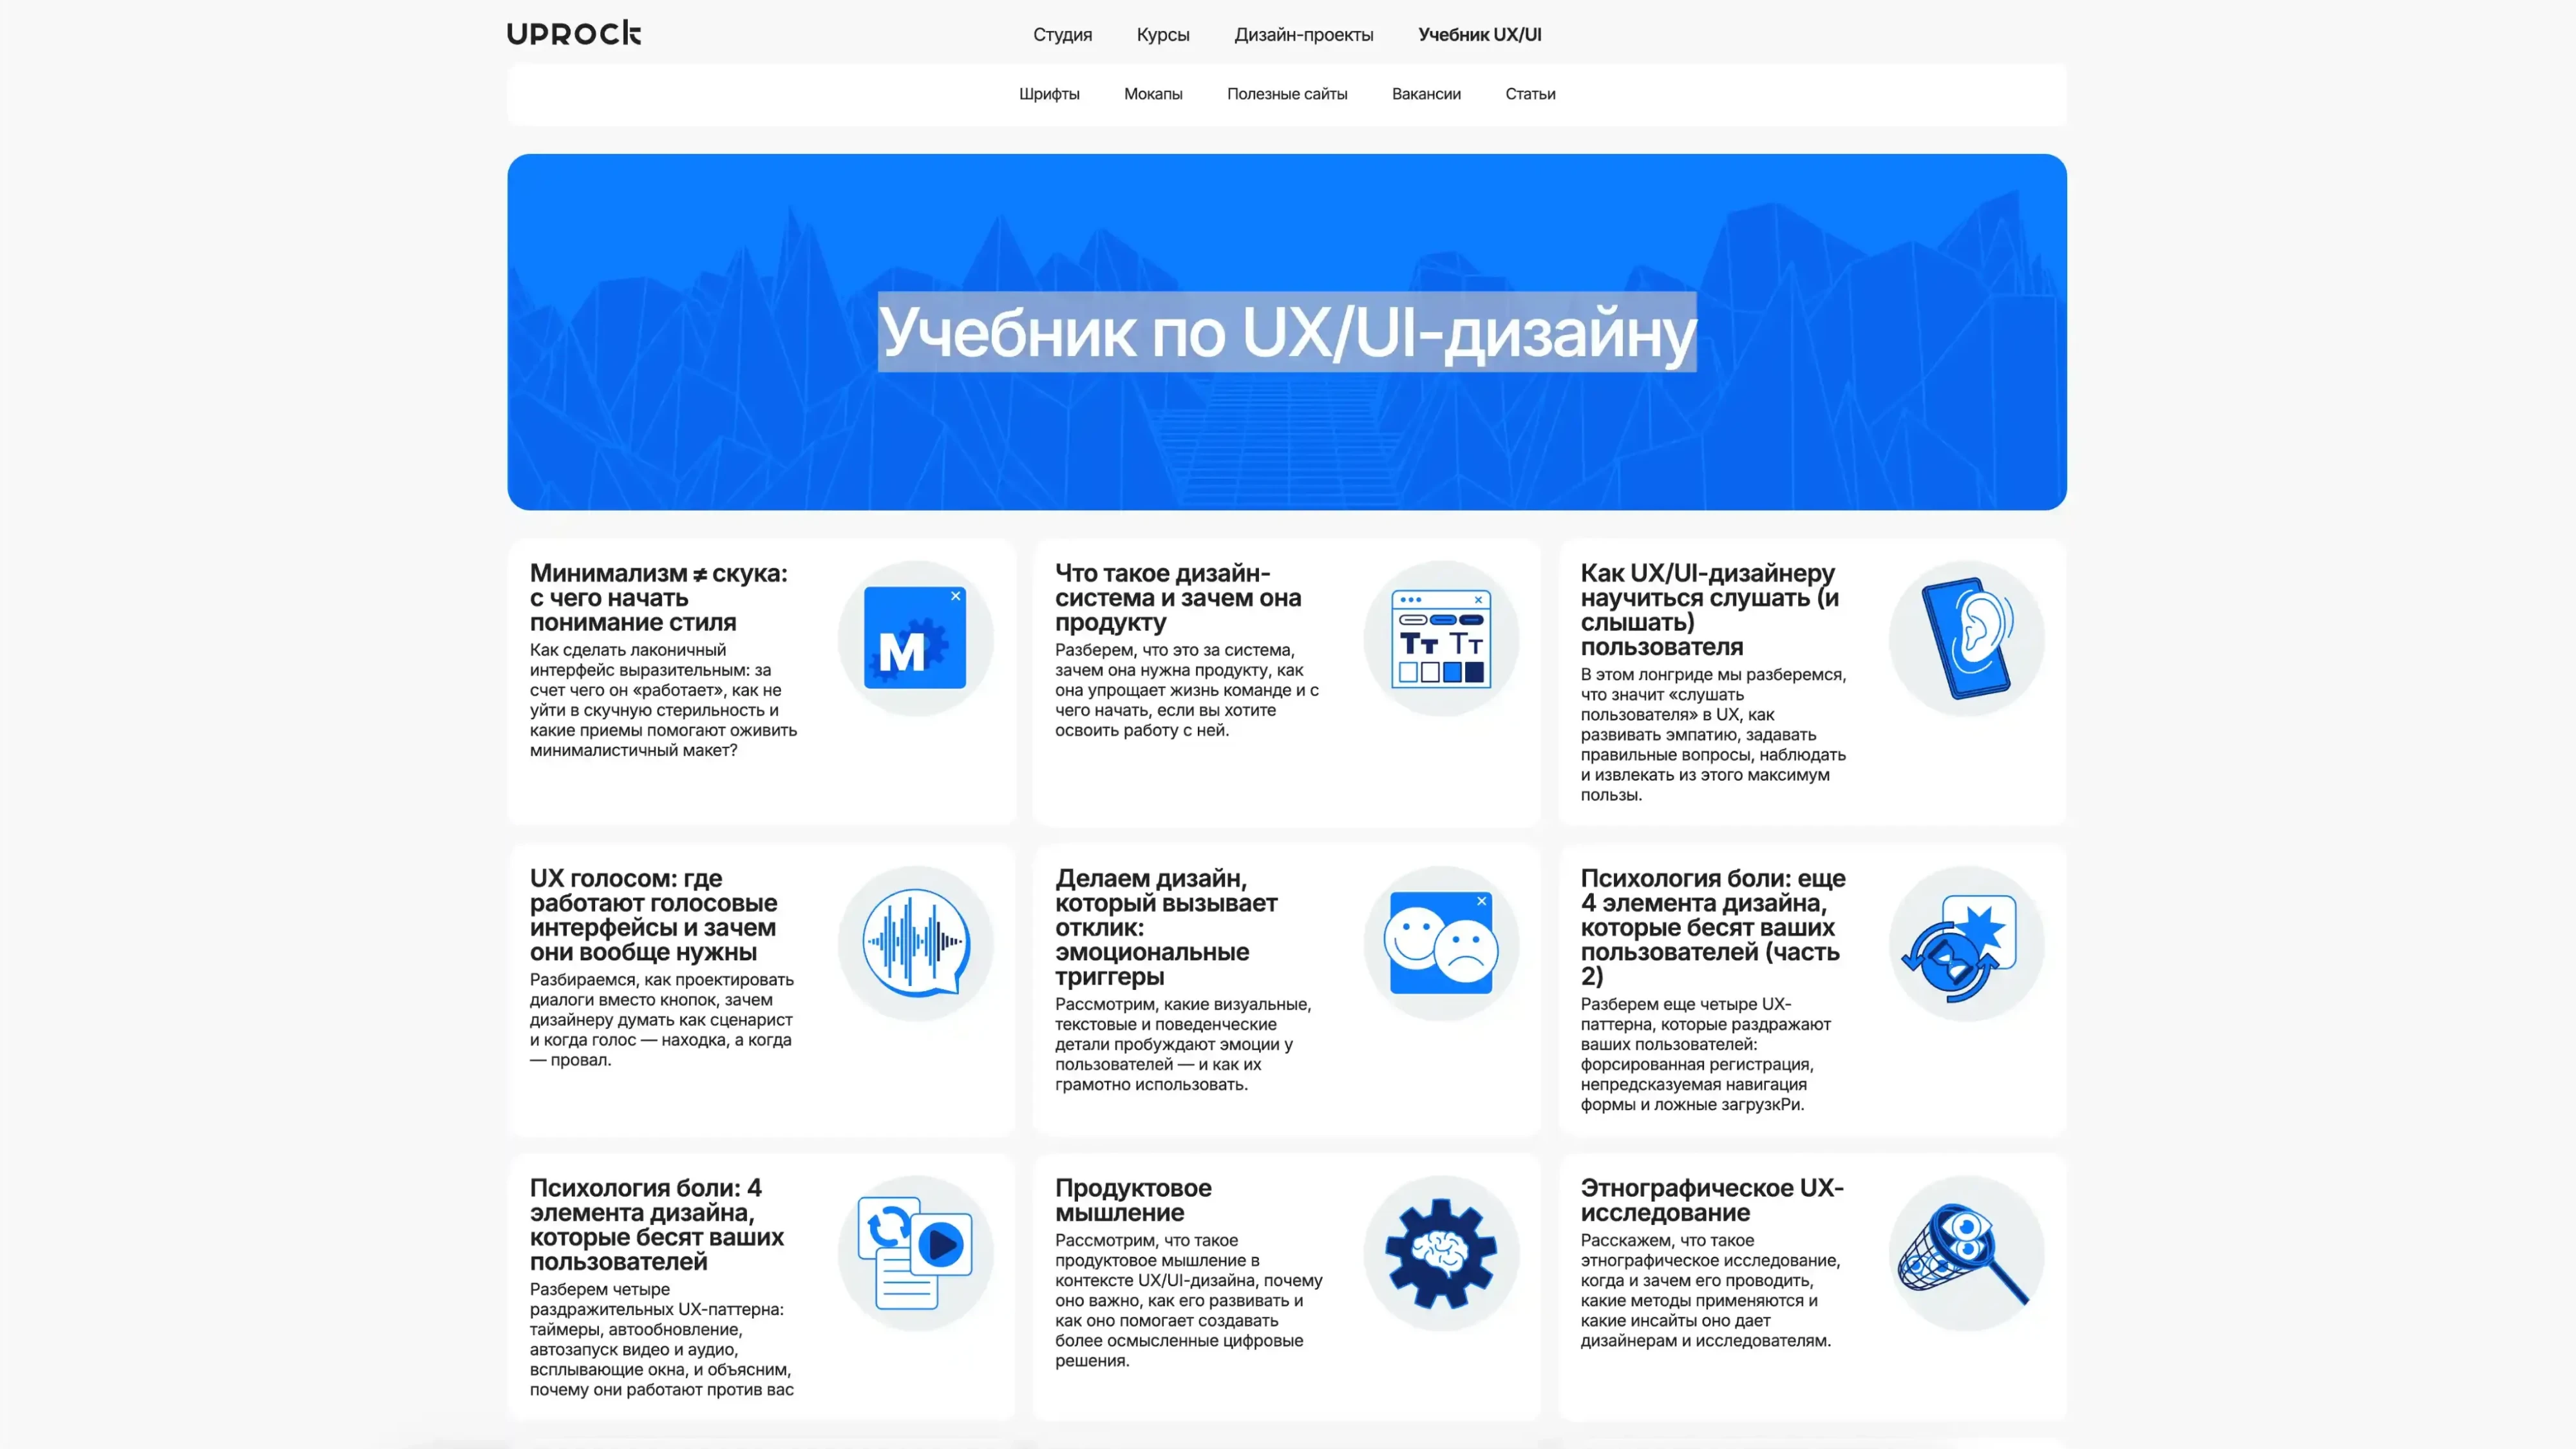 UPROCK
Студия Курсы Дизайн-проекты Учебник UX/UI
Шрифты Мокапы Полезные сайты Вакансии Статьи
Учебник по UX/UI-дизайну
Минимализм ≠ скука:
с чего начать
понимание стиля
Как сделать лаконичный
интерфейс выразительным: за
счет чего он «работает», как не
уйти в скучную стерильность и
какие приемы помогают оживить
минималистичный макет?
M
Что такое дизайн-
система и зачем она
продукту
Разберем, что это за система,
зачем она нужна продукту, как
она упрощает жизнь команде и с
чего начать, если вы хотите
освоить работу с ней.
Tт Tт
Как UX/UI-дизайнеру
научиться слушать (и
слышать)
пользователя
В этом лонгриде мы разберемся,
что значит «слушать
пользователя» в UX, как
развивать эмпатию, задавать
правильные вопросы, наблюдать
и извлекать из этого максимум
пользы.
UX голосом: где
работают голосовые
интерфейсы и зачем
они вообще нужны
Разбираемся, как проектировать
диалоги вместо кнопок, зачем
дизайнеру думать как сценарист
и когда голос — находка, а когда
— провал.
Делаем дизайн,
который вызывает
отклик:
эмоциональные
триггеры
Рассмотрим, какие визуальные,
текстовые и поведенческие
детали пробуждают эмоции у
пользователей — и как их
грамотно использовать.
Психология боли: еще
4 элемента дизайна,
которые бесят ваших
пользователей (часть
2)
Разберем еще четыре UX-
паттерна, которые раздражают
ваших пользователей:
форсированная регистрация,
непредсказуемая навигация
формы и ложные загрузкРи.
Психология боли: 4
элемента дизайна,
которые бесят ваших
пользователей
Разберем четыре
раздражительных UX-паттерна:
таймеры, автообновление,
автозапуск видео и аудио,
всплывающие окна, и объясним,
почему они работают против вас
Продуктовое
мышление
Рассмотрим, что такое
продуктовое мышление в
контексте UX/UI-дизайна, почему
оно важно, как его развивать и
как оно помогает создавать
более осмысленные цифровые
решения.
Этнографическое UX-
исследование
Расскажем, что такое
этнографическое исследование,
когда и зачем его проводить,
какие методы применяются и
какие инсайты оно дает
дизайнерам и исследователям.